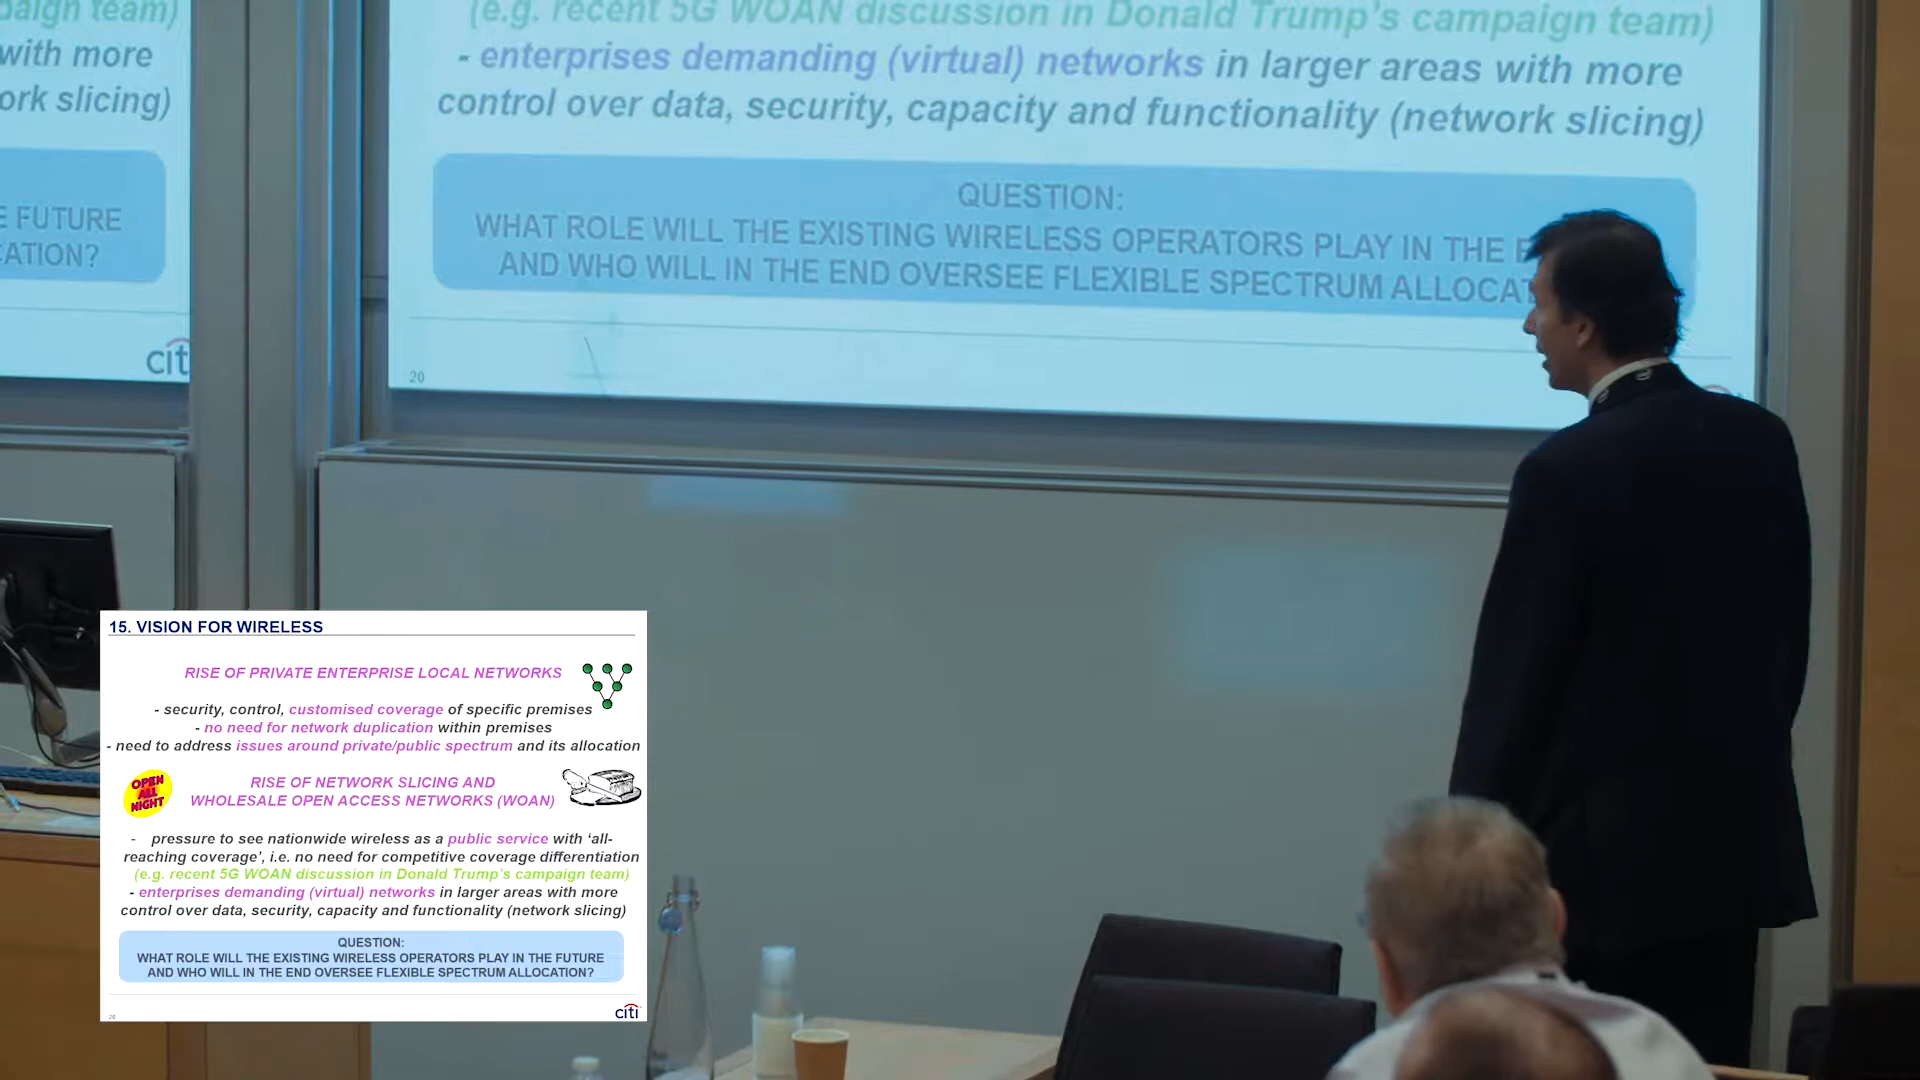 paign team)
with more
ork slicing)
E FUTURE
CATION?
citi
(e.g. recent 5G WOAN discussion in Donald Trump's campaign team)
- enterprises demanding (virtual) networks in larger areas with more
control over data, security, capacity and functionality (network slicing)
QUESTION:
WHAT ROLE WILL THE EXISTING WIRELESS OPERATORS PLAY IN THE
AND WHO WILL IN THE END OVERSEE FLEXIBLE SPECTRUM ALLOCAT
20
15. VISION FOR WIRELESS
RISE OF PRIVATE ENTERPRISE LOCAL NETWORKS
- security, control, customised coverage of specific premises
- no need for network duplication within premises
- need to address issues around private/public spectrum and its allocation
OPEN
ALL
NIGHT
RISE OF NETWORK SLICING AND
WHOLESALE OPEN ACCESS NETWORKS (WOAN)
- pressure to see nationwide wireless as a public service with ‘all-
reaching coverage’, i.e. no need for competitive coverage differentiation
(e.g. recent 5G WOAN discussion in Donald Trump’s campaign team)
- enterprises demanding (virtual) networks in larger areas with more
control over data, security, capacity and functionality (network slicing)
QUESTION:
WHAT ROLE WILL THE EXISTING WIRELESS OPERATORS PLAY IN THE FUTURE
AND WHO WILL IN THE END OVERSEE FLEXIBLE SPECTRUM ALLOCATION?
20
citi